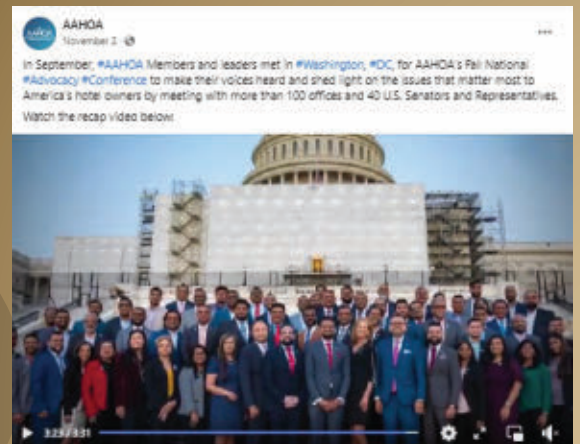 AAHOA
November 2
In September, #AAHOA Members and leaders met in #Washington, #DC, for AAHOA's Fall National
#Advocacy #Conference to make their voices heard and shed light on the issues that matter most to
America's hotel owners by meeting with more than 100 offices and 40 U.S. Senators and Representatives.
Watch the recap video below.
3:23 / 3:31